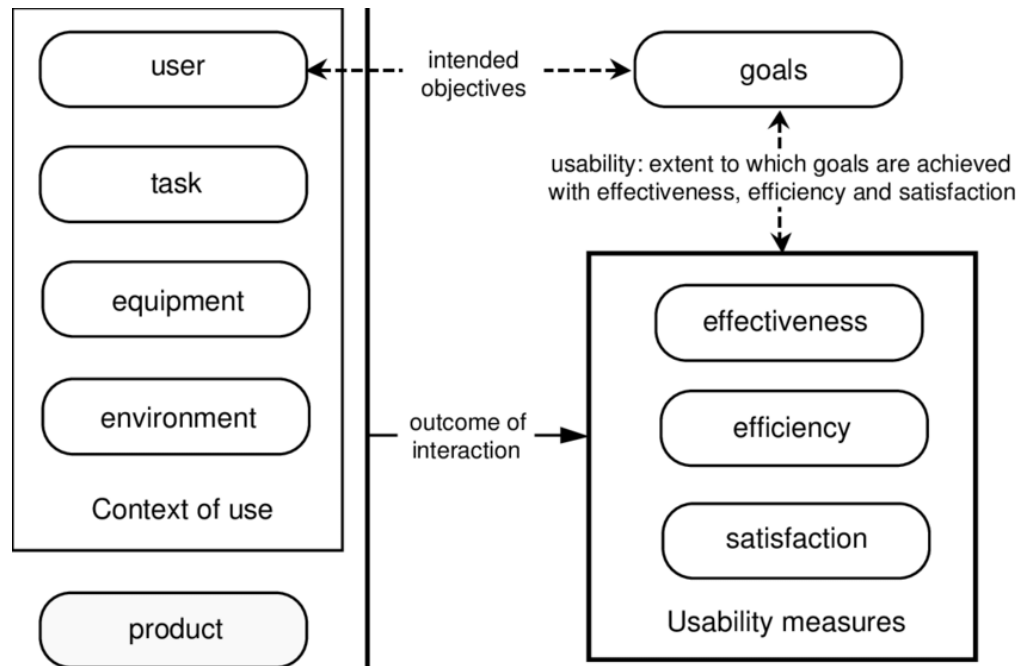 user
task
equipment
environment
Context of use
product
intended
objectives
goals
usability: extent to which goals are achieved
with effectiveness, efficiency and satisfaction
outcome of
interaction
effectiveness
efficiency
satisfaction
Usability measures